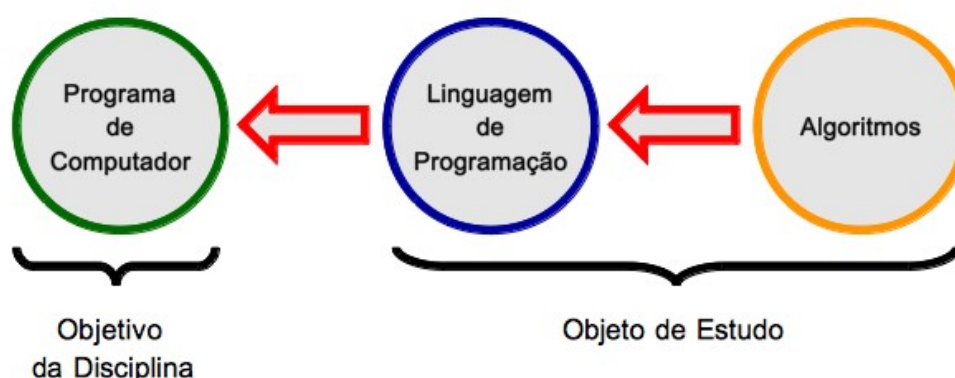 Programa
de
Computador
Linguagem
de
Programação
Algoritmos
Objetivo
da Disciplina
Objeto de Estudo